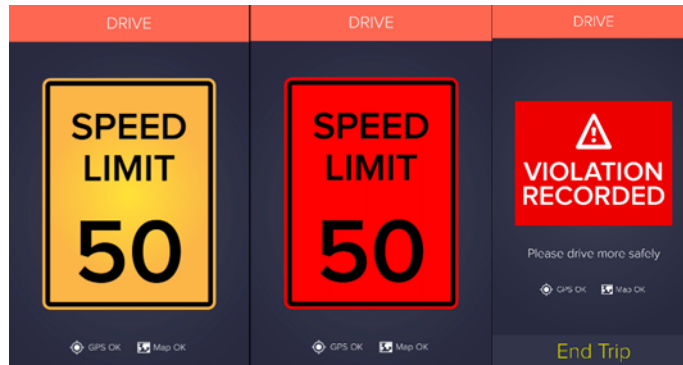 DRIVE
SPEED
LIMIT
50
GPS OK Map OK
DRIVE
SPEED
LIMIT
50
GPS OK Map OK
DRIVE
VIOLATION
RECORDED
Please drive more safely
GPS OK Map OK
End Trip